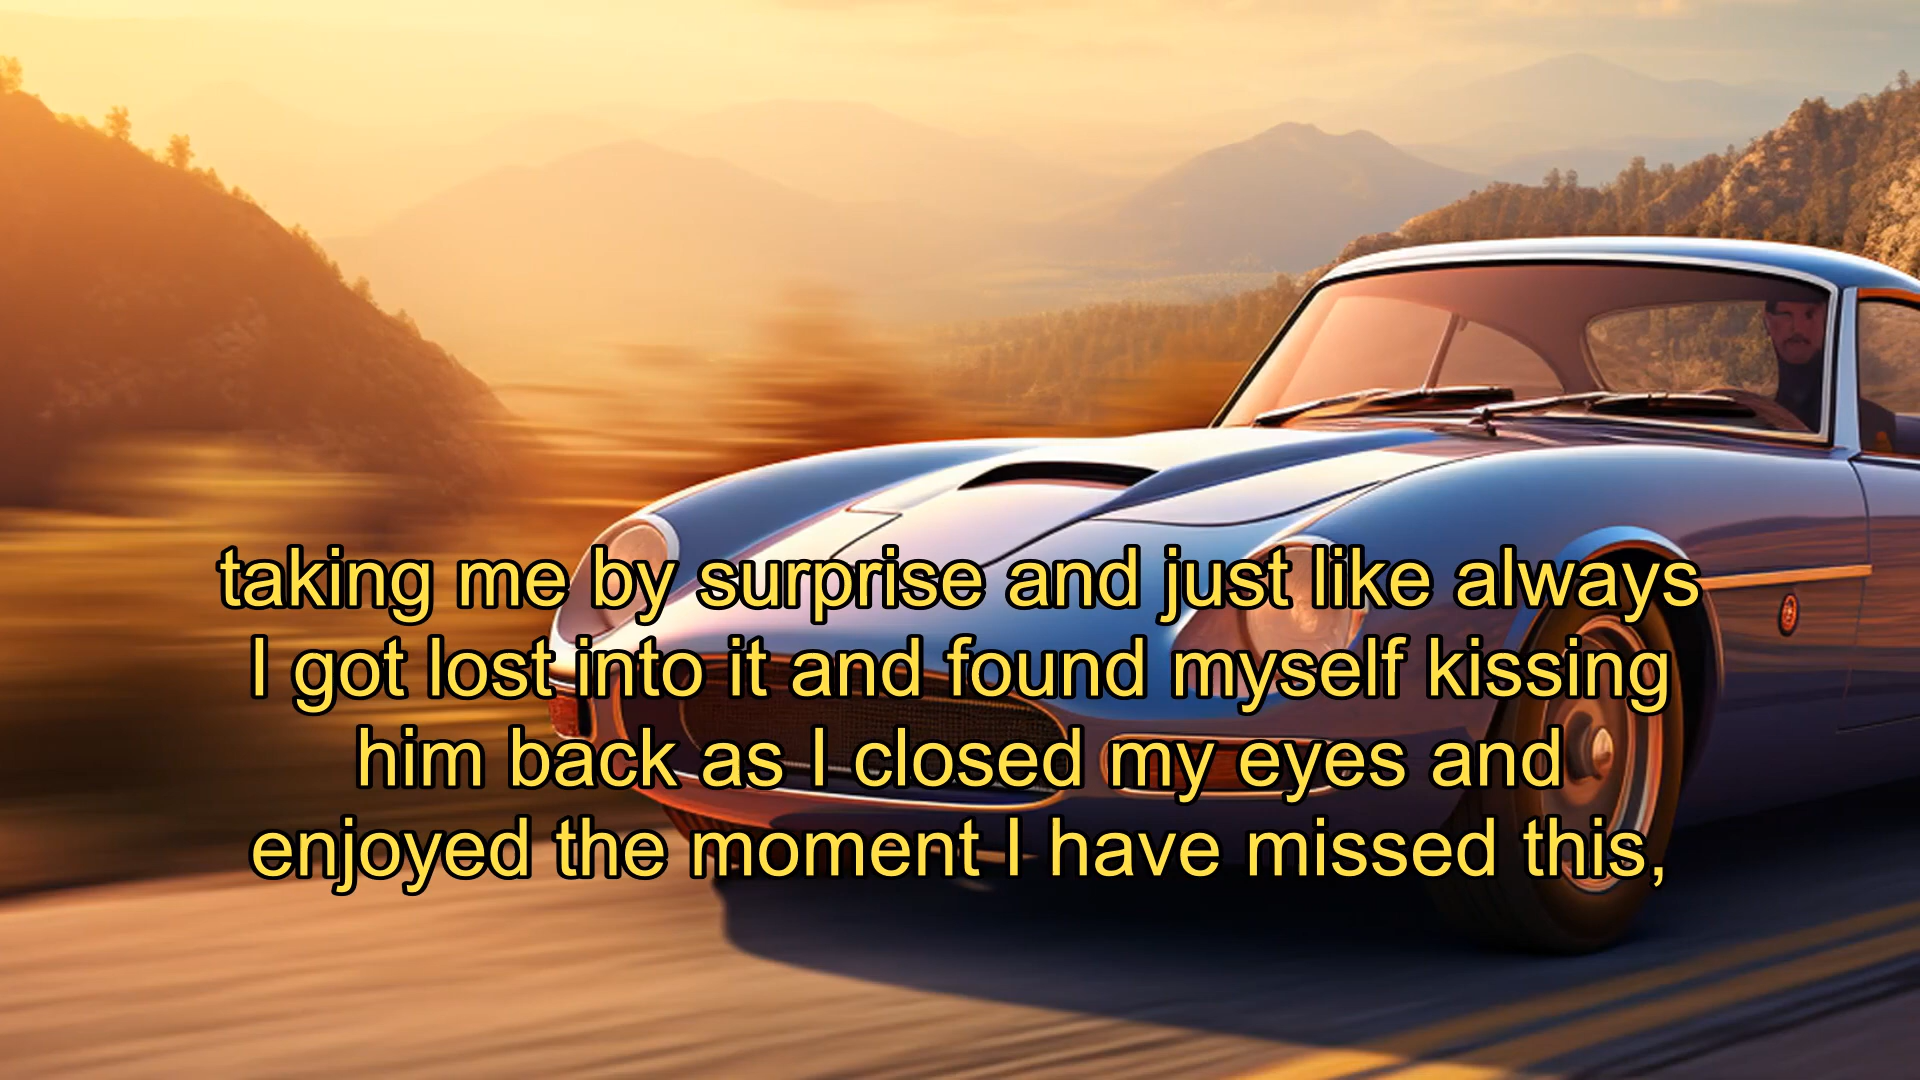 taking me by surprise and just like always
I got lost into it and found myself kissing
him back as I closed my eyes and
enjoyed the moment I have missed this,